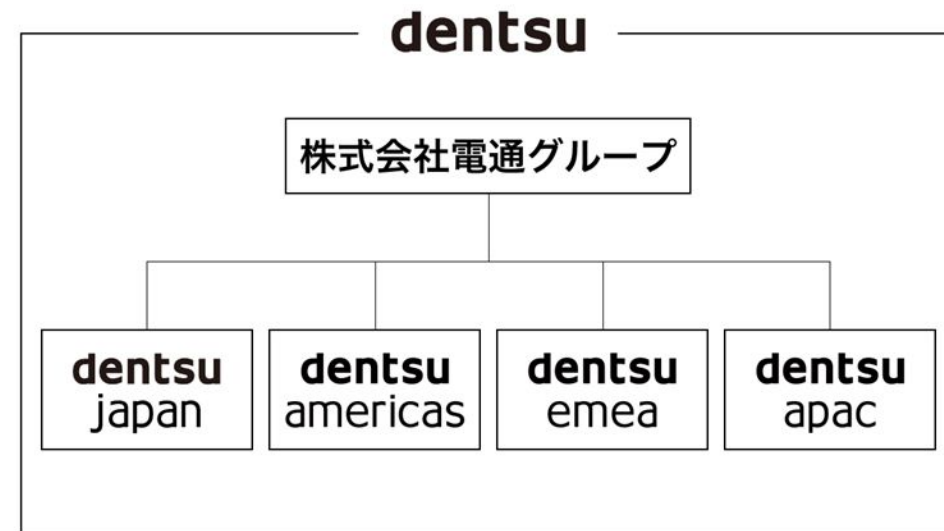 dentsu
株式会社電通グループ
dentsu
japan
dentsu
americas
dentsu
emea
dentsu
apac